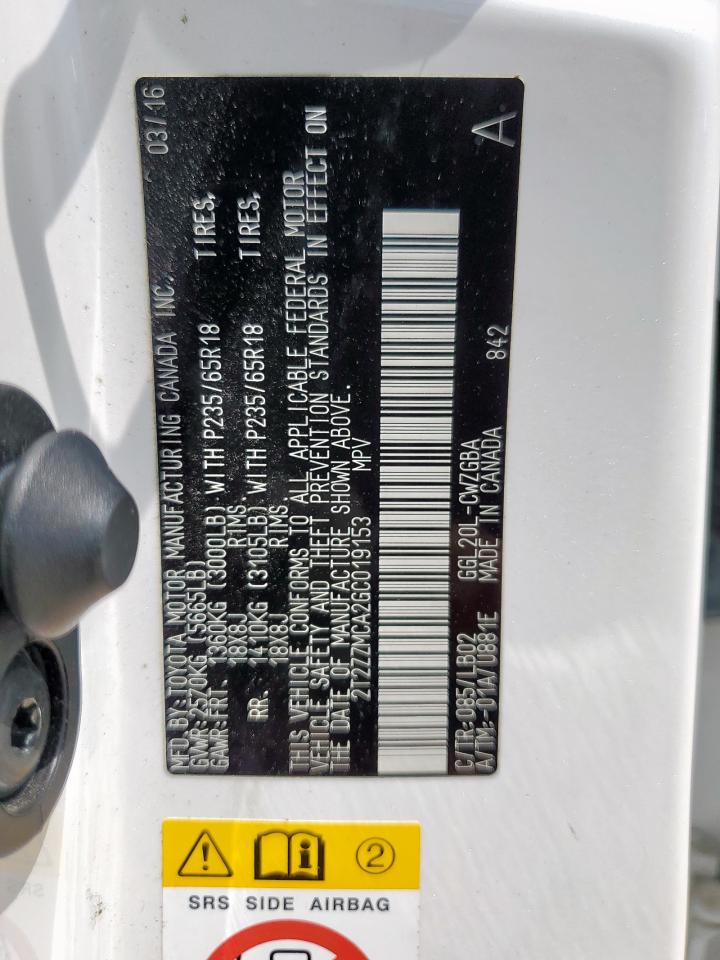 MFD BY:TOYOTA MOTOR MANUFACTURING CANADA INC. 03/16
GVWR:2570KG (5665LB)
GAWR:FRT 1360KG (3000LB) WITH P235/65R18 TIRES,
18X8J RIMS
RR. 1410KG (3105LB) WITH P235/65R18 TIRES,
18X8J RIMS
THIS VEHICLE CONFORMS TO ALL APPLICABLE FEDERAL MOTOR
VEHICLE SAFETY AND THEFT PREVENTION STANDARDS IN EFFECT ON
THE DATE OF MANUFACTURE SHOWN ABOVE.
2T2ZZMCA2GC019153 MPV
C/TR:085/LB02 GGL20L-CWZGBA
A/TM:-01A/U881E MADE IN CANADA 842 A
2
SRS SIDE AIRBAG
SRS